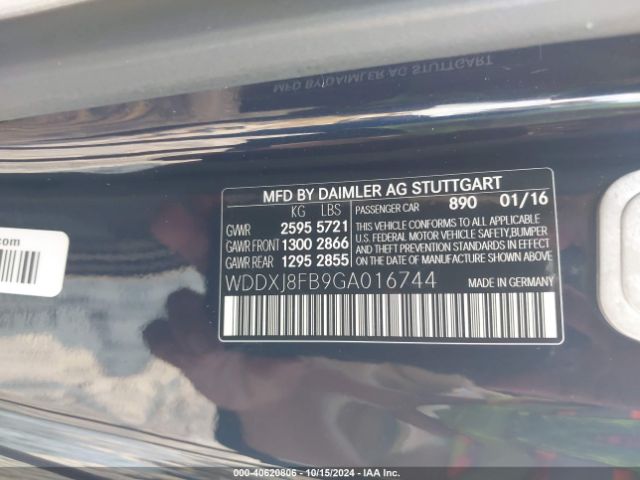 MFD BY DAIMLER AG STUTTGART
MFD BY DAIMLER AG STUTTGART
KG LBS
PASSENGER CAR 890 01/16
GVWR 2595 5721
GAWR FRONT 1300 2866
GAWR REAR 1295 2855
THIS VEHICLE CONFORMS TO ALL APPLICABLE
U.S. FEDERAL MOTOR VEHICLE SAFETY, BUMPER
AND THEFT PREVENTION STANDARDS IN EFFECT
ON THE DATE OF MANUFACTURE SHOWN ABOVE
WDDXJ8FB9GA016744
.com
000-40620806 - 10/15/2024 - IAA Inc.